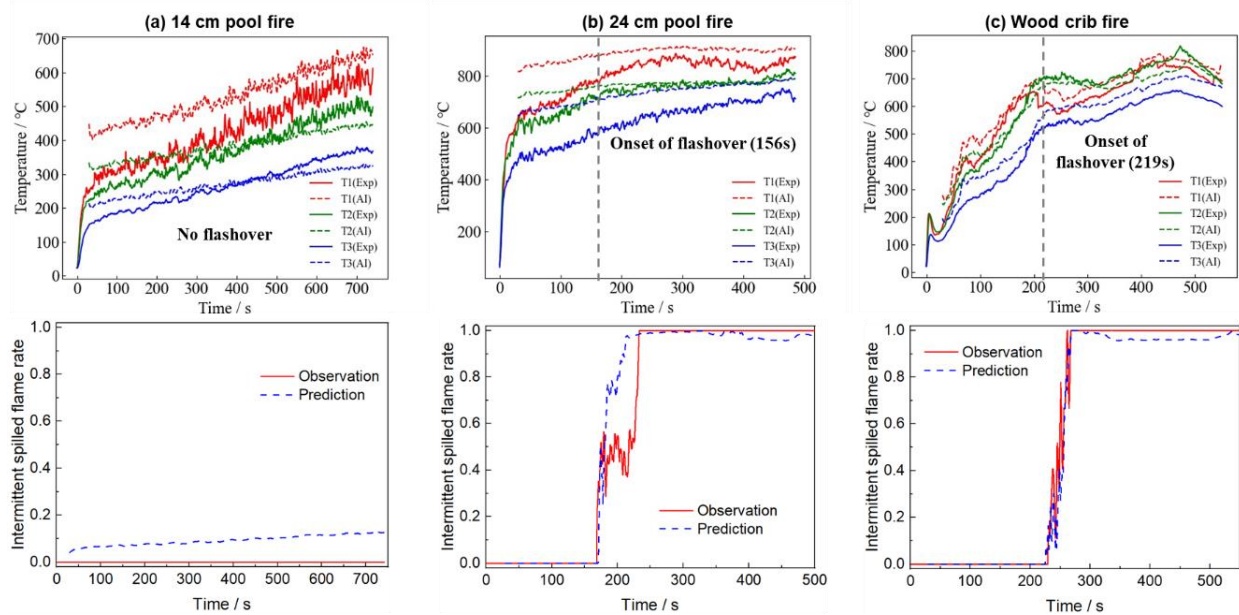 (a) 14 cm pool fire
700
600
500
400
300
200
100
0
Temperature / °C
No flashover
T1(Exp)
T1(AI)
T2(Exp)
T2(AI)
T3(Exp)
T3(AI)
0 100 200 300 400 500 600 700
Time / s
(b) 24 cm pool fire
800
600
400
200
Temperature / °C
Onset of flashover (156s)
T1(Exp)
T1(AI)
T2(Exp)
T2(AI)
T3(Exp)
T3(AI)
0 100 200 300 400 500
Time / s
(c) Wood crib fire
800
700
600
500
400
300
200
100
0
Temperature / °C
Onset of
flashover (219s)
T1(Exp)
T1(AI)
T2(Exp)
T2(AI)
T3(Exp)
T3(AI)
0 100 200 300 400 500
Time / s
1.0
0.8
0.6
0.4
0.2
0.0
Intermittent spilled flame rate
Observation
Prediction
0 100 200 300 400 500 600 700
Time / s
1.0
0.8
0.6
0.4
0.2
0.0
Intermittent spilled flame rate
Observation
Prediction
0 100 200 300 400 500
Time / s
1.0
0.8
0.6
0.4
0.2
0.0
Intermittent spilled flame rate
Observation
Prediction
0 100 200 300 400 500
Time / s